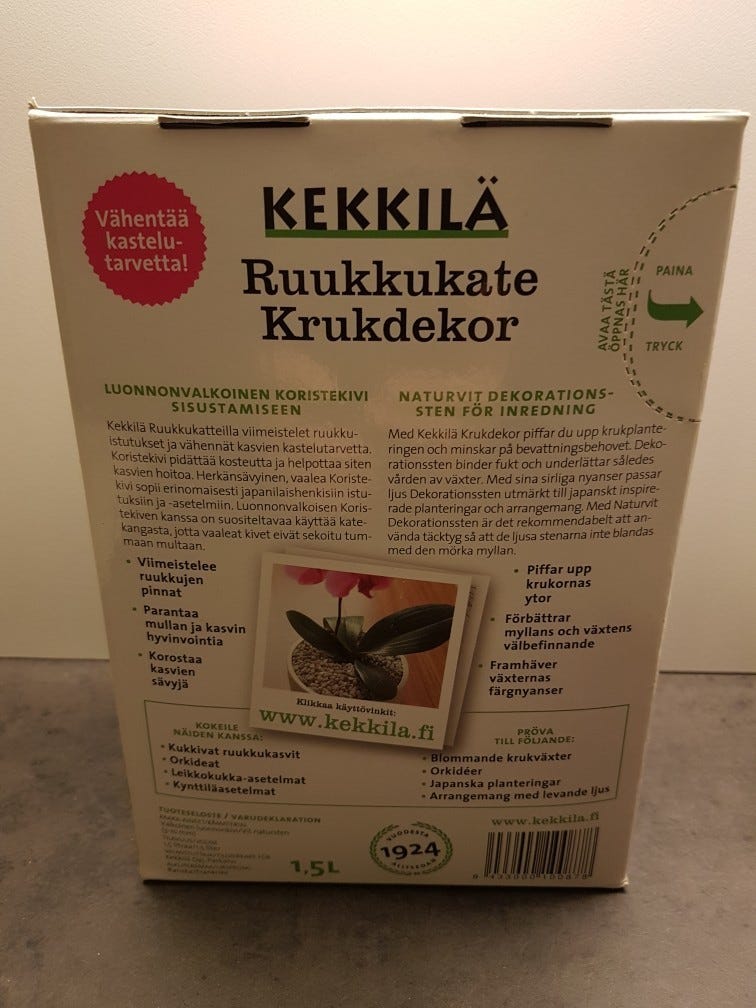 Vähentää
kastelu-
tarvetta!
KEKKILÄ
Ruukkukate
Krukdekor
AVAA TÄSTÄ
ÖPPNAS HÄR
PAINA
TRYCK
LUONNONVALKOINEN KORISTEKIVI
SISUSTAMISEEN
Kekkilä Ruukkukatteilla viimeistelet ruukku-
istutukset ja vähennät kasvien kastelutarvetta.
Koristekivi pidättää kosteutta ja helpottaa siten
kasvien hoitoa. Herkänsävyinen, vaalea Koriste-
kivi sopii erinomaisesti japanilaishenkisiin istu-
tuksiin ja -asetelmiin. Luonnonvalkoisen Koris-
tekiven kanssa on suositeltavaa käyttää kate-
kangasta, jotta vaaleat kivet eivät sekoitu tum-
maan multaan.
• Viimeistelee
ruukkujen
pinnat
• Parantaa
mullan ja kasvin
hyvinvointia
• Korostaa
kasvien
sävyjä
NATURVIT DEKORATIONS-
STEN FÖR INREDNING
Med Kekkilä Krukdekor piffar du upp krukplante-
ringen och minskar på bevattningsbehovet. Deko-
rationssten binder fukt och underlättar således
vården av växter. Med sina sirliga nyanser passar
ljus Dekorationssten utmärkt till japanskt inspire-
rade planteringar och arrangemang. Med Naturvit
Dekorationssten är det rekommendabelt att an-
vända täcktyg så att de ljusa stenarna inte blandas
med den mörka myllan.
• Piffar upp
krukornas
ytor
• Förbättrar
myllans och växtens
välbefinnande
• Framhäver
växternas
färgnyanser
Klikkaa käyttövinkit:
www.kekkila.fi
KOKEILE
NÄIDEN KANSSA:
• Kukkivat ruukkukasvit
• Orkideat
• Leikkokukka-asetelmat
• Kynttiläasetelmat
PRÖVA
TILL FÖLJANDE:
• Blommande krukväxter
• Orkidéer
• Japanska planteringar
• Arrangemang med levande ljus
TUOTESELOSTE / VARUDEKLARATION
1,5L
VUODESTA
1924
ALLTSEDAN
www.kekkila.fi
6 433000 100878